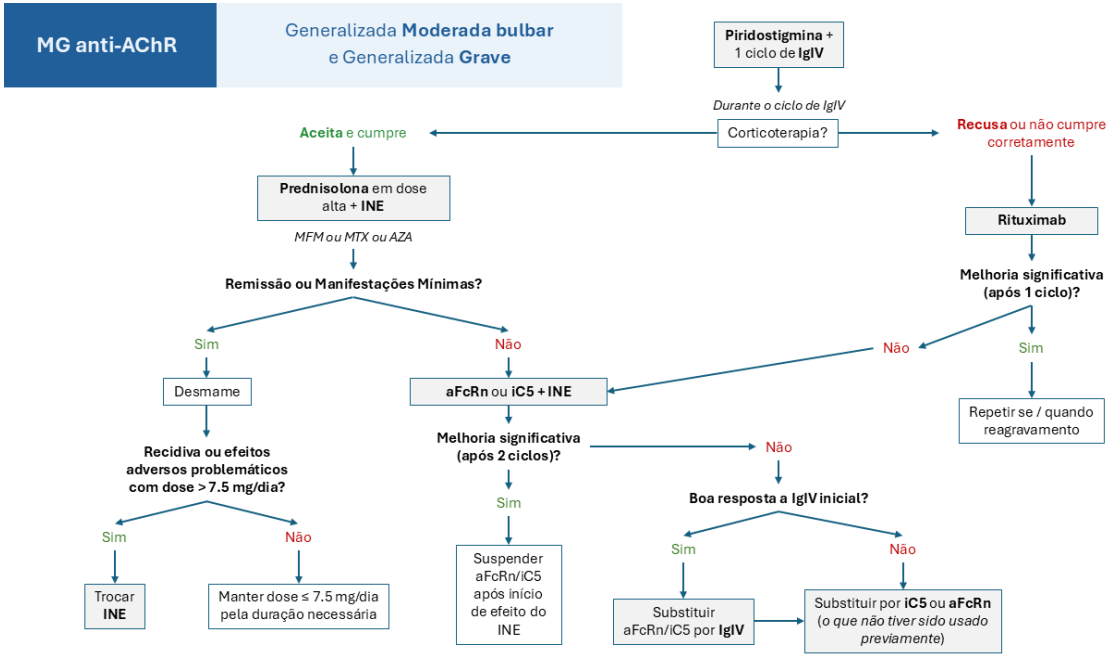 MG anti-AChR
Generalizada Moderada bulbar
e Generalizada Grave
Piridostigmina +
1 ciclo de IgIV
Durante o ciclo de IgIV
Corticoterapia?
Aceita e cumpre
Recusa ou não cumpre
corretamente
Prednisolona em dose
alta + INE
MFM ou MTX ou AZA
Rituximab
Remissão ou Manifestações Mínimas?
Melhoria significativa
(após 1 ciclo)?
Sim
Não
Não
Sim
Desmame
aFcRn ou iC5 + INE
Repetir se / quando
reagravamento
Recidiva ou efeitos
adversos problemáticos
com dose > 7.5 mg/dia?
Melhoria significativa
(após 2 ciclos)?
Não
Sim
Boa resposta a IgIV inicial?
Sim
Não
Sim
Não
Trocar
INE
Manter dose ≤ 7.5 mg/dia
pela duração necessária
Suspender
aFcRn/iC5
após início
de efeito do
INE
Substituir
aFcRn/iC5 por IgIV
Substituir por iC5 ou aFcRn
(o que não tiver sido usado
previamente)